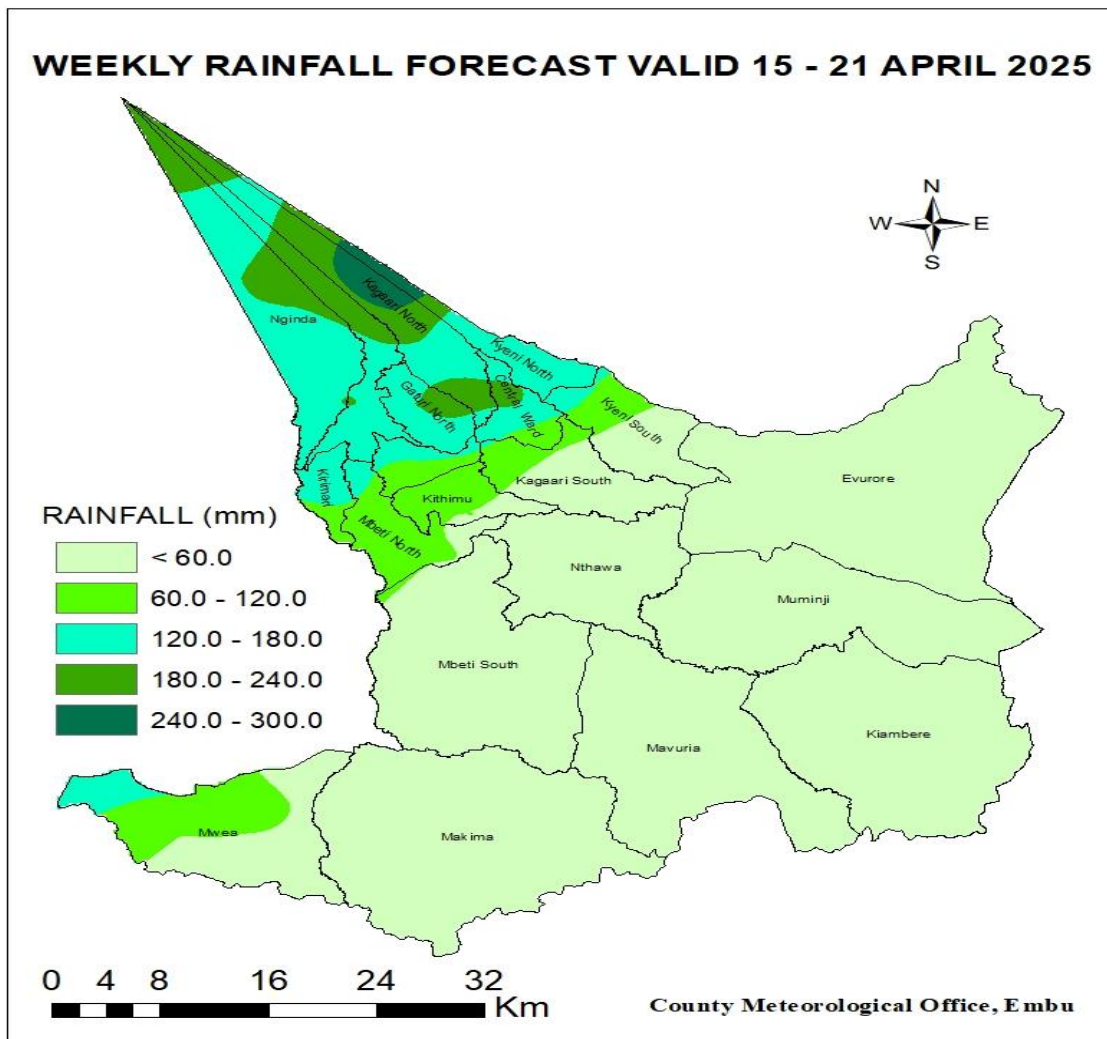 WEEKLY RAINFALL FORECAST VALID 15 - 21 APRIL 2025
N
W E
S
Kagaari North
Nginda
Kyeni North
Gaturi North
Central Ward
Kyeni South
Kirimari
Kagaari South
Evurore
Kithimu
Mbeti North
Nthawa
Muminji
Mbeti South
Mavuria
Kiambere
Mwea
Makima
RAINFALL (mm)
< 60.0
60.0 - 120.0
120.0 - 180.0
180.0 - 240.0
240.0 - 300.0
0 4 8 16 24 32
Km
County Meteorological Office, Embu